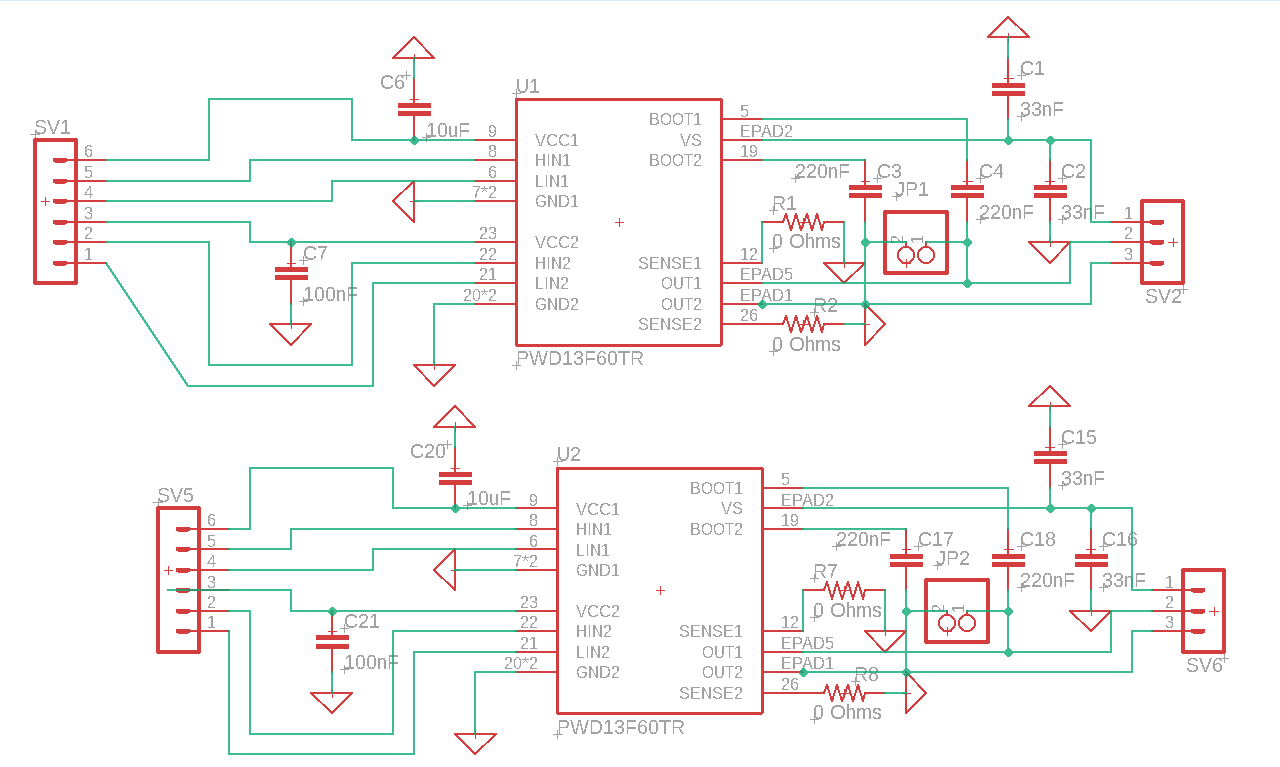 C1
33nF
U1
C6
10uF
SV1
6
5
4
3
2
1
9
8
6
7*2
23
22
21
20*2
VCC1
HIN1
LIN1
GND1
VCC2
HIN2
LIN2
GND2
BOOT1
VS
BOOT2
SENSE1
OUT1
OUT2
SENSE2
5
EPAD2
19
12
EPAD5
EPAD1
26
C7
100nF
220nF
C3
C4
220nF
C2
33nF
JP1
2
1
R1
0 Ohms
R2
0 Ohms
1
2
3
SV2
PWD13F60TR
C15
33nF
U2
C20
10uF
SV5
6
5
4
3
2
1
9
8
6
7*2
23
22
21
20*2
VCC1
HIN1
LIN1
GND1
VCC2
HIN2
LIN2
GND2
BOOT1
VS
BOOT2
SENSE1
OUT1
OUT2
SENSE2
5
EPAD2
19
12
EPAD5
EPAD1
26
C21
100nF
220nF
C17
C18
220nF
C16
33nF
JP2
2
1
R7
0 Ohms
R8
0 Ohms
1
2
3
SV6
PWD13F60TR